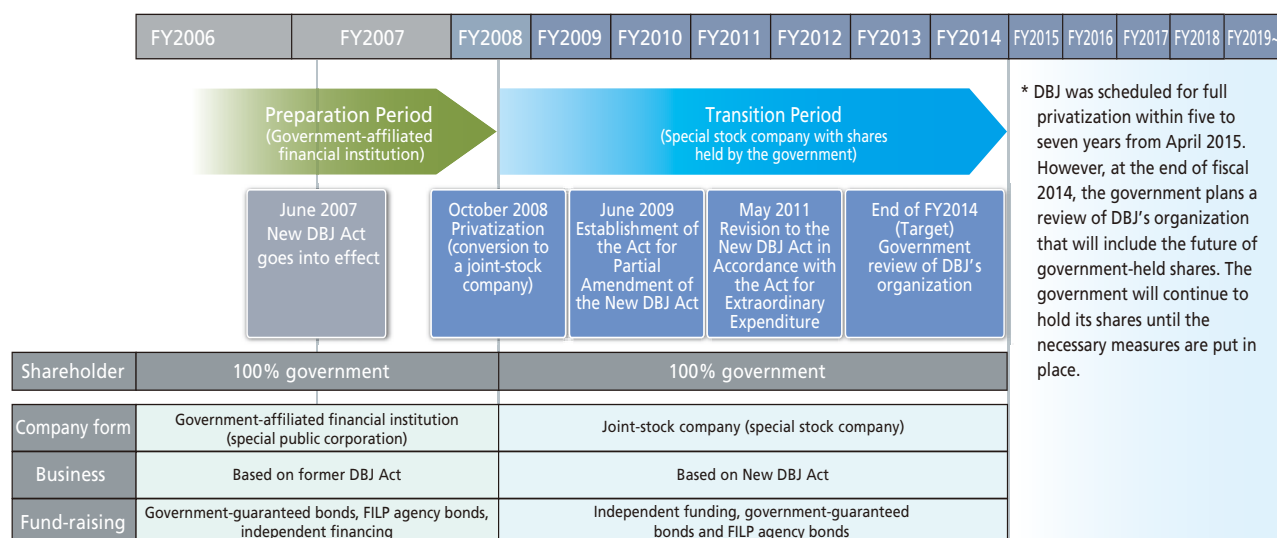 FY2006 FY2007 FY2008 FY2009 FY2010 FY2011 FY2012 FY2013 FY2014 FY2015 FY2016 FY2017 FY2018 FY2019~
Preparation Period
(Government-affiliated
financial institution)
Transition Period
(Special stock company with shares
held by the government)
June 2007
New DBJ Act
goes into effect
October 2008
Privatization
(conversion to
a joint-stock
company)
June 2009
Establishment of
the Act for
Partial
Amendment of
the New DBJ Act
May 2011
Revision to the
New DBJ Act in
Accordance with
the Act for
Extraordinary
Expenditure
End of FY2014
(Target)
Government
review of DBJ’s
organization
* DBJ was scheduled for full
privatization within five to
seven years from April 2015.
However, at the end of fiscal
2014, the government plans a
review of DBJ’s organization
that will include the future of
government-held shares. The
government will continue to
hold its shares until the
necessary measures are put in
place.
Shareholder 100% government 100% government
Company form
Government-affiliated financial institution
(special public corporation)
Joint-stock company (special stock company)
Business Based on former DBJ Act Based on New DBJ Act
Fund-raising
Government-guaranteed bonds, FILP agency bonds,
independent financing
Independent funding, government-guaranteed
bonds and FILP agency bonds